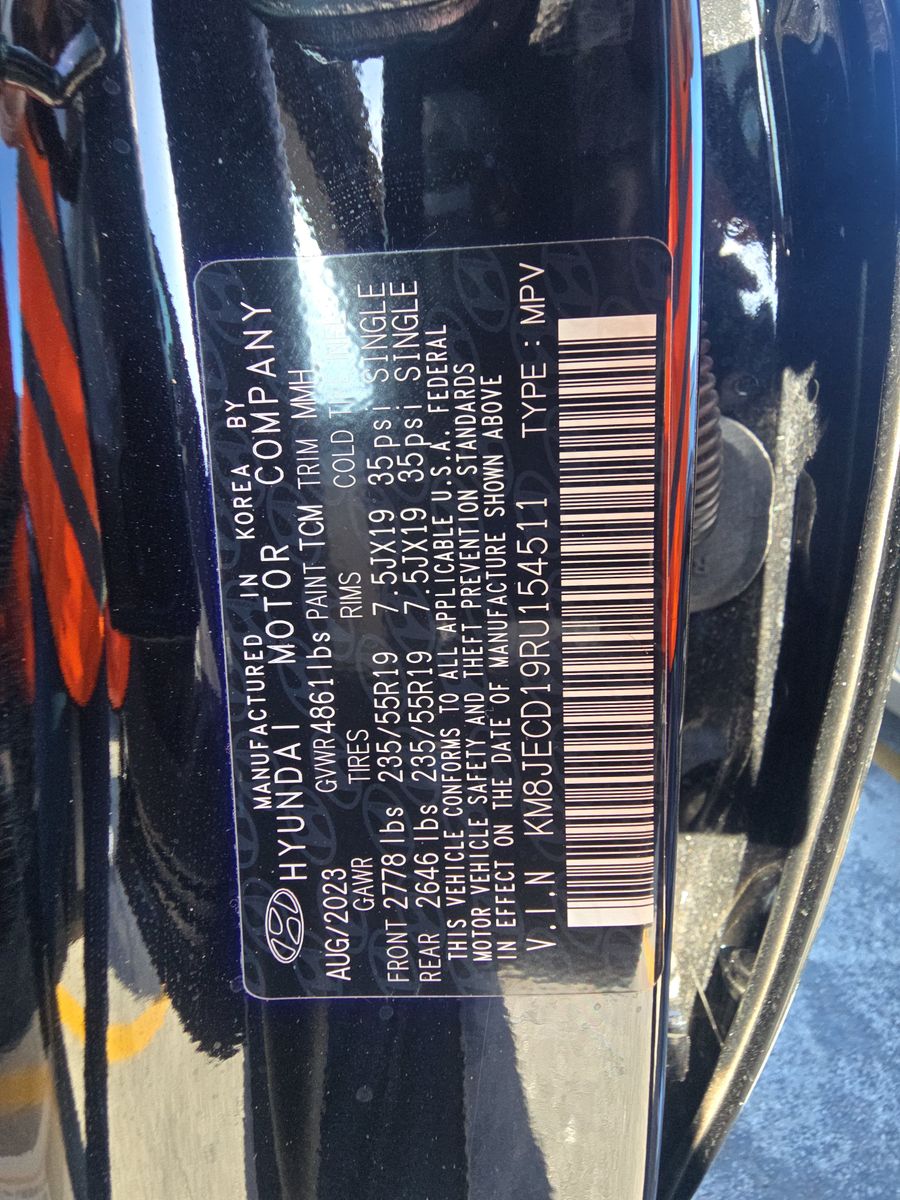 MANUFACTURED IN KOREA BY
HYUNDAI MOTOR COMPANY
AUG/2023 GVWR4861lbs PAINT TCM TRIM MMH
GAWR TIRES RIMS COLD
FRONT 2778lbs 235/55R19 7.5JX19 35psi SINGLE
REAR 2646 lbs 235/55R19 7.5JX19 35psi SINGLE
THIS VEHICLE CONFORMS TO ALL APPLICABLE U.S.A. FEDERAL
MOTOR VEHICLE SAFETY AND THEFT PREVENTION STANDARDS
IN EFFECT ON THE DATE OF MANUFACTURE SHOWN ABOVE
V.I.N KM8JECD19RU154511 TYPE : MPV